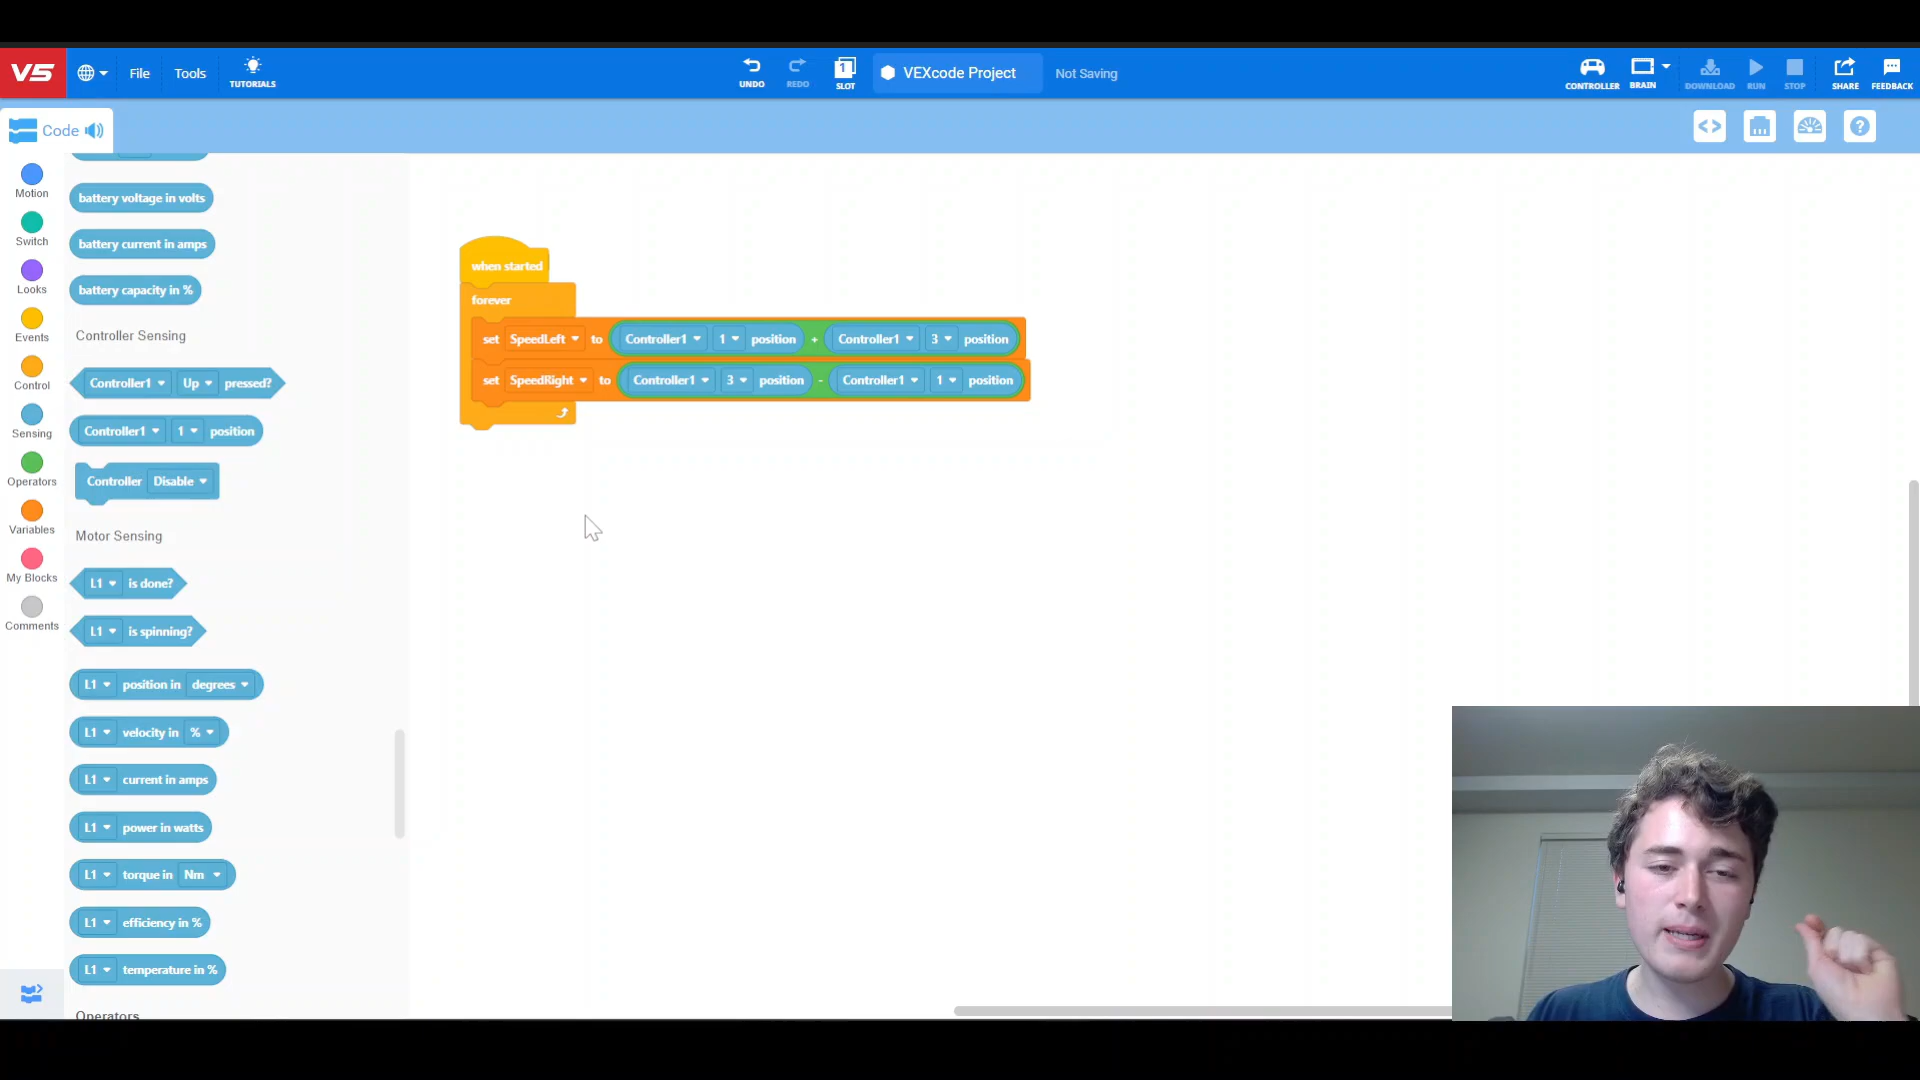 V5
File
Tools
TUTORIALS
UNDO
REDO
1
SLOT
VEXcode Project
Not Saving
CONTROLLER
BRAIN
DOWNLOAD
RUN
STOP
SHARE
FEEDBACK
Code
Motion
Switch
Looks
Events
Control
Sensing
Operators
Variables
My Blocks
Comments
battery voltage in volts
battery current in amps
battery capacity in %
Controller Sensing
Controller1 Up pressed?
Controller1 1 position
Controller Disable
Motor Sensing
L1 is done?
L1 is spinning?
L1 position in degrees
L1 velocity in %
L1 current in amps
L1 power in watts
L1 torque in Nm
L1 efficiency in %
L1 temperature in %
Operators
when started
forever
set SpeedLeft to Controller1 1 position + Controller1 3 position
set SpeedRight to Controller1 3 position - Controller1 1 position